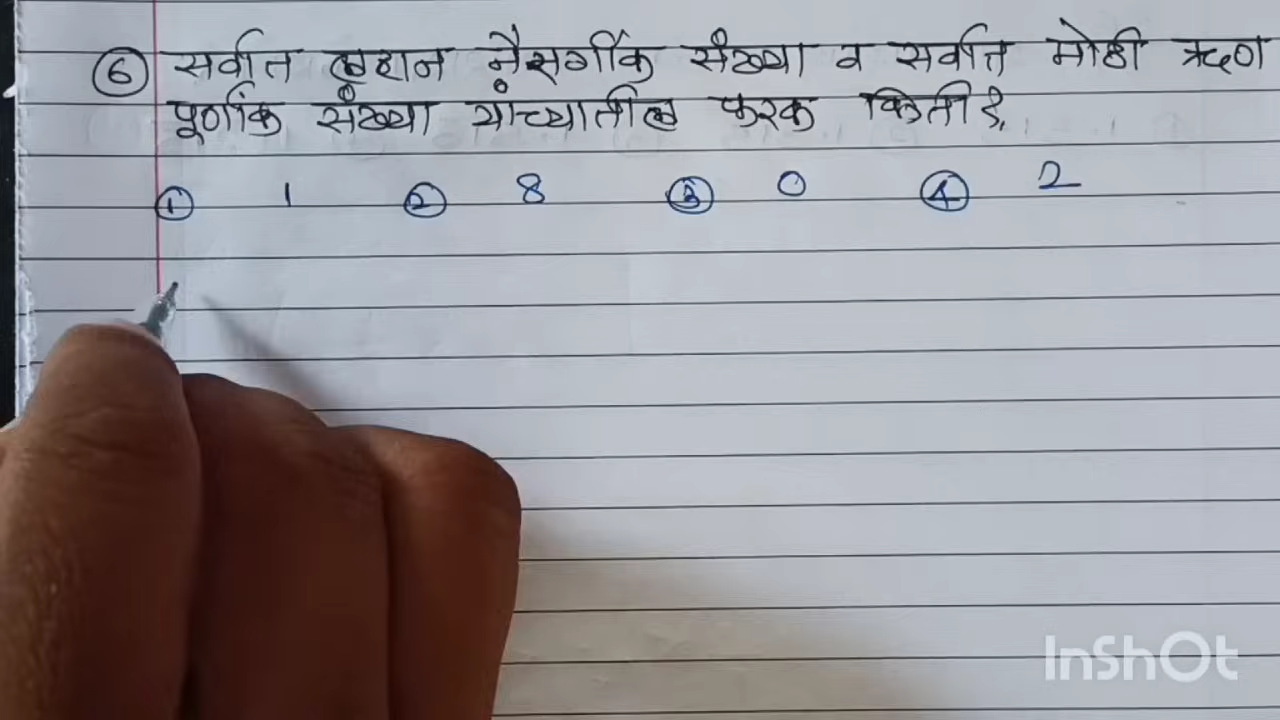 ⑥ सर्वात लहान नैसर्गीक संख्या व सर्वात मोठी ऋण
पूर्णांक संख्या यांच्यातील फरक किती?
① 1 ② 8 ③ 0 ④ 2
InShOt